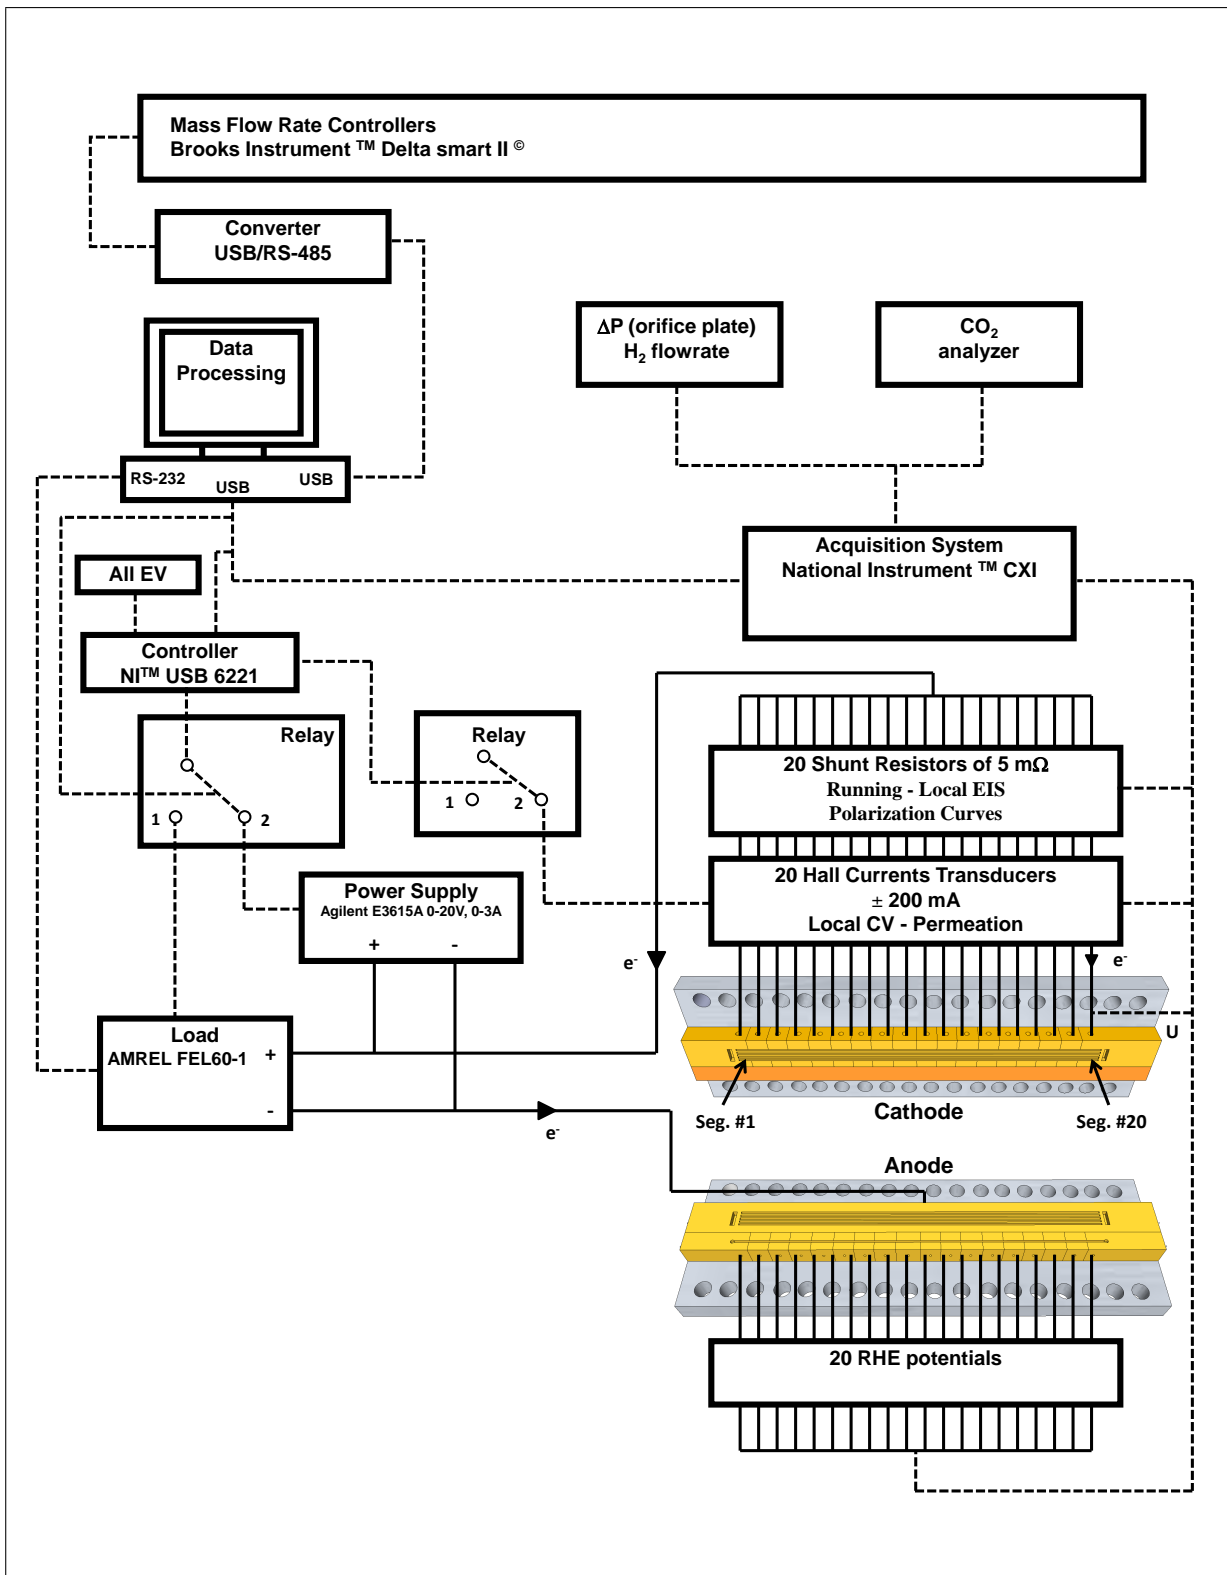 Mass Flow Rate Controllers
Brooks Instrument ™ Delta smart II ©
Converter
USB/RS-485
Data
Processing
RS-232
USB
USB
ΔP (orifice plate)
H₂ flowrate
CO₂
analyzer
Acquisition System
National Instrument ™ CXI
All EV
Controller
NI™ USB 6221
Relay
1
2
Relay
1
2
20 Shunt Resistors of 5 mΩ
Running - Local EIS
Polarization Curves
20 Hall Currents Transducers
± 200 mA
Local CV - Permeation
Power Supply
Agilent E3615A 0-20V, 0-3A
+ -
e⁻
e⁻
U
Load
AMREL FEL60-1
+
-
e⁻
Seg. #1
Cathode
Seg. #20
Anode
20 RHE potentials